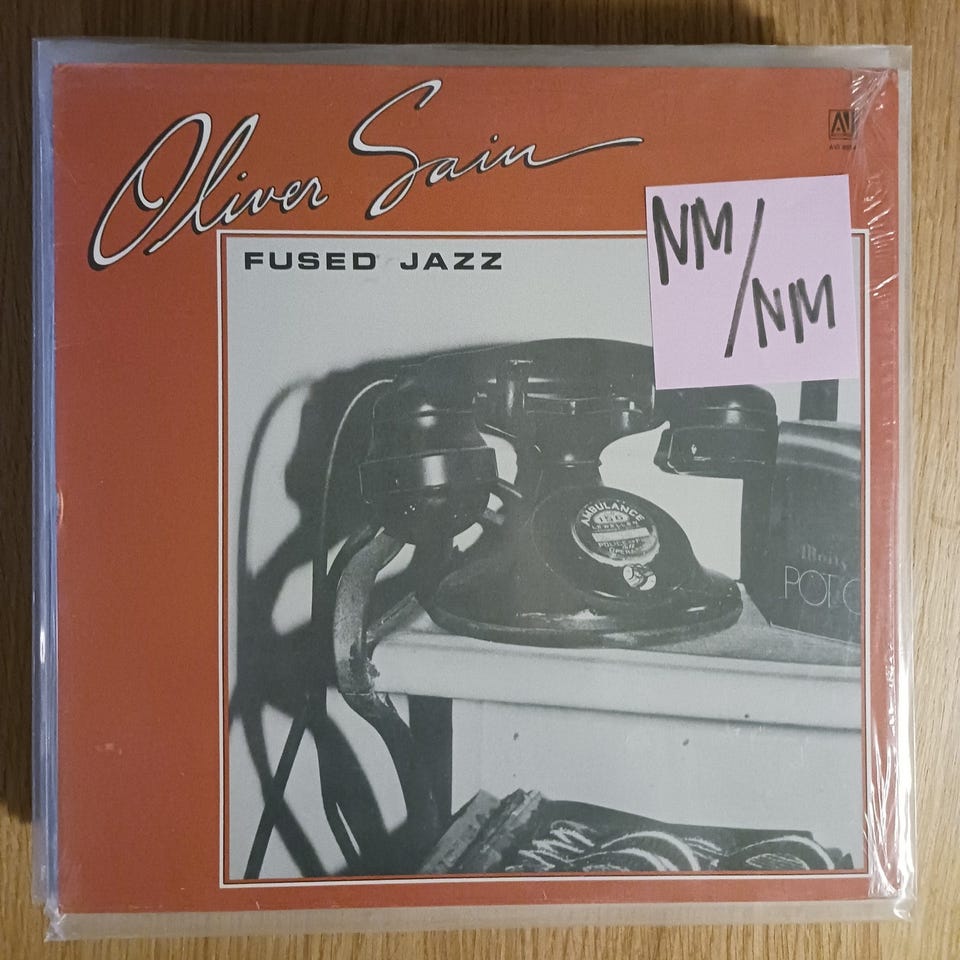 Oliver Sain
FUSED JAZZ
NM/
NM
AMBULANCE
POLICE